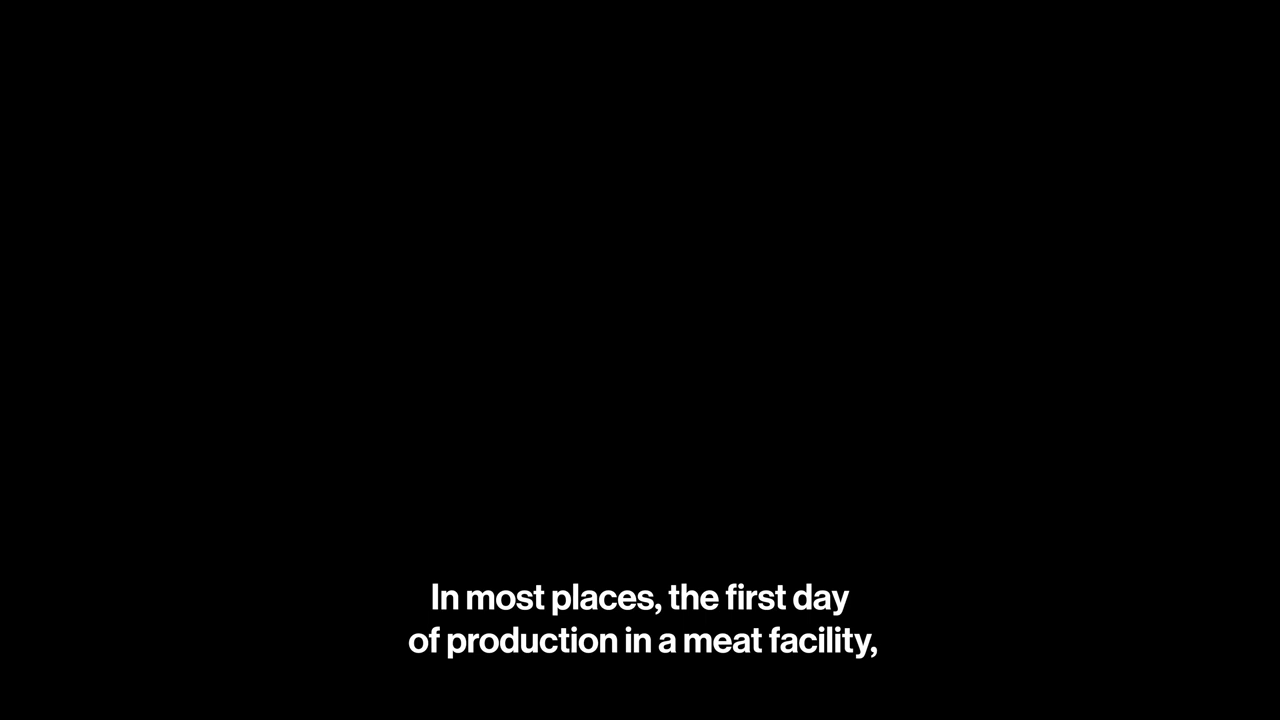 In most places, the first day
of production in a meat facility,